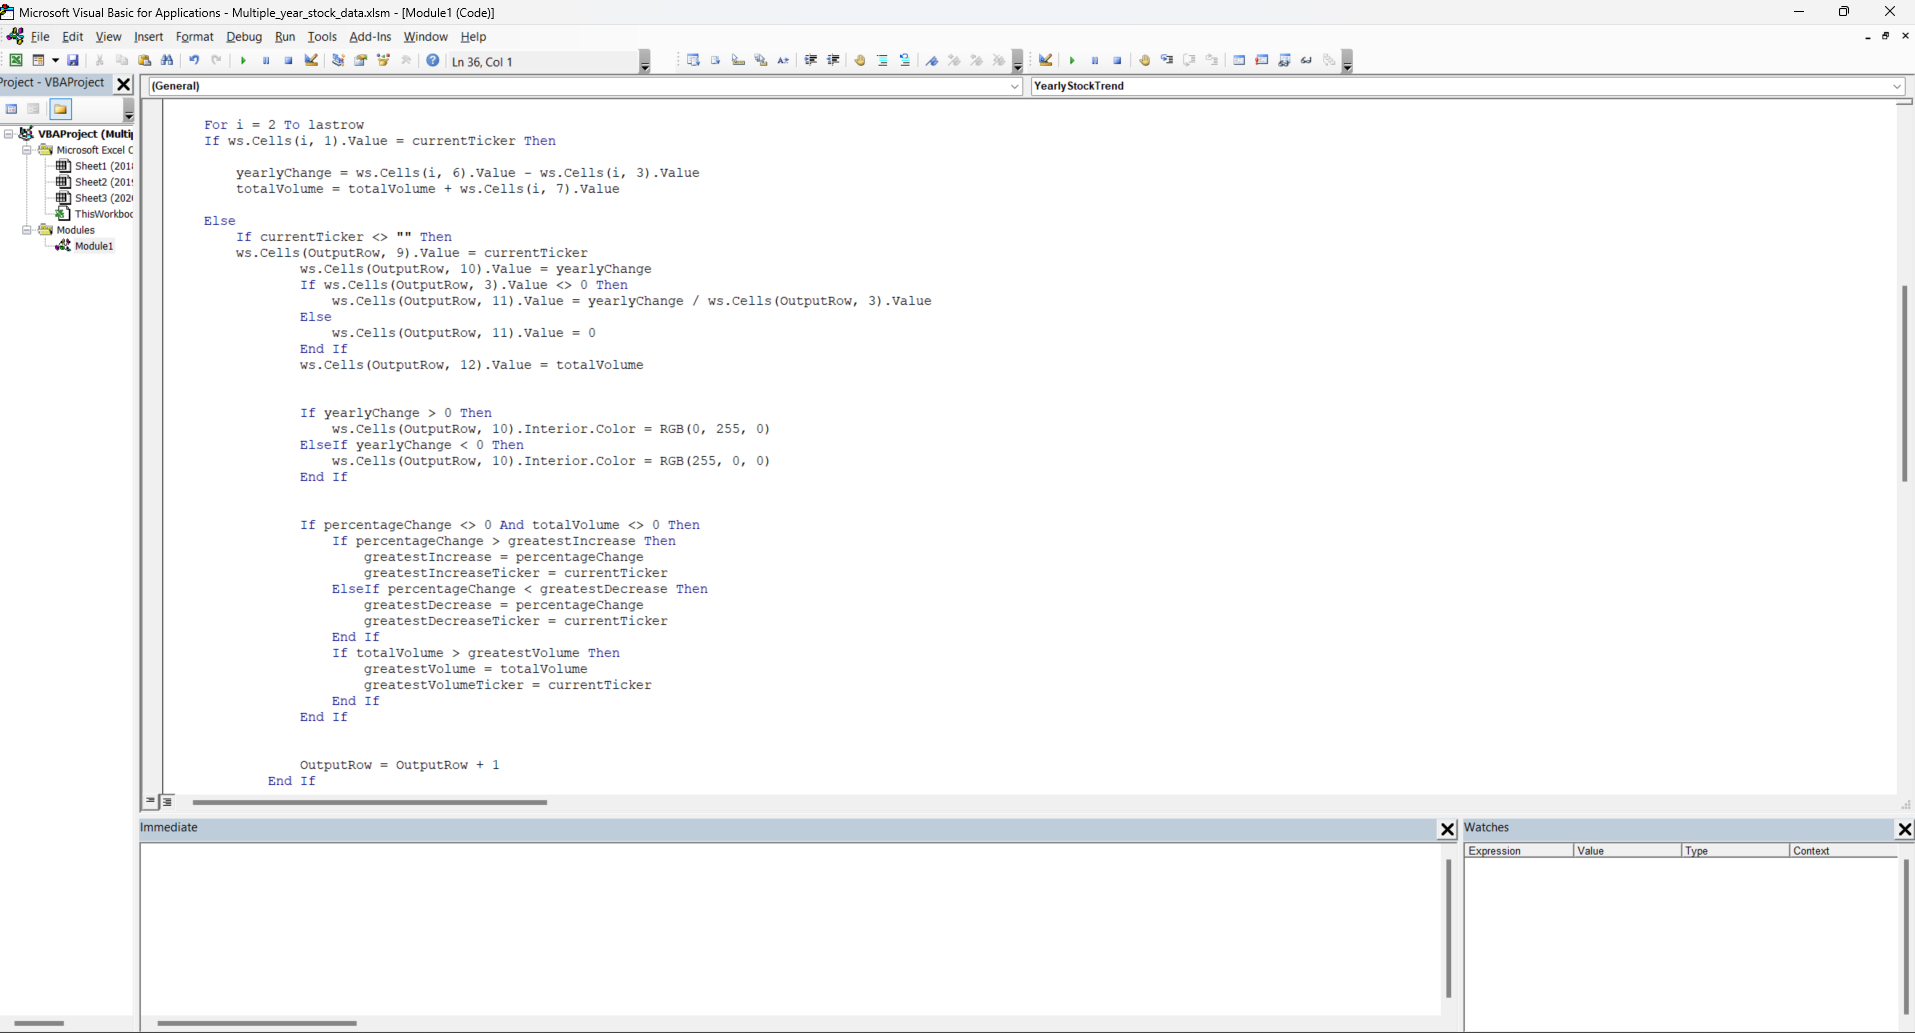 Microsoft Visual Basic for Applications - Multiple_year_stock_data.xlsm - [Module1 (Code)]
File Edit View Insert Format Debug Run Tools Add-Ins Window Help
Ln 36, Col 1
Project - VBAProject
(General)
YearlyStockTrend
VBAProject (Multip
Microsoft Excel O
Sheet1 (2018
Sheet2 (2019
Sheet3 (2020
ThisWorkboo
Modules
Module1
For i = 2 To lastrow
If ws.Cells(i, 1).Value = currentTicker Then
yearlyChange = ws.Cells(i, 6).Value - ws.Cells(i, 3).Value
totalVolume = totalVolume + ws.Cells(i, 7).Value
Else
If currentTicker <> "" Then
ws.Cells(OutputRow, 9).Value = currentTicker
ws.Cells(OutputRow, 10).Value = yearlyChange
If ws.Cells(OutputRow, 3).Value <> 0 Then
ws.Cells(OutputRow, 11).Value = yearlyChange / ws.Cells(OutputRow, 3).Value
Else
ws.Cells(OutputRow, 11).Value = 0
End If
ws.Cells(OutputRow, 12).Value = totalVolume
If yearlyChange > 0 Then
ws.Cells(OutputRow, 10).Interior.Color = RGB(0, 255, 0)
ElseIf yearlyChange < 0 Then
ws.Cells(OutputRow, 10).Interior.Color = RGB(255, 0, 0)
End If
If percentageChange <> 0 And totalVolume <> 0 Then
If percentageChange > greatestIncrease Then
greatestIncrease = percentageChange
greatestIncreaseTicker = currentTicker
ElseIf percentageChange < greatestDecrease Then
greatestDecrease = percentageChange
greatestDecreaseTicker = currentTicker
End If
If totalVolume > greatestVolume Then
greatestVolume = totalVolume
greatestVolumeTicker = currentTicker
End If
End If
OutputRow = OutputRow + 1
End If
Immediate
Watches
Expression Value Type Context